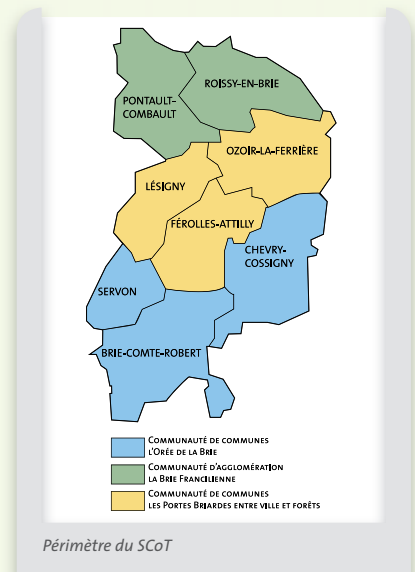 ROISSY-EN-BRIE
PONTAULT-
COMBAULT
OZOIR-LA-FERRIÈRE
LÉSIGNY
FÉROLLES-ATTILLY
CHEVRY-
COSSIGNY
SERVON
BRIE-COMTE-ROBERT
COMMUNAUTÉ DE COMMUNES
L'ORÉE DE LA BRIE
COMMUNAUTÉ D'AGGLOMÉRATION
LA BRIE FRANCILIENNE
COMMUNAUTÉ DE COMMUNES
LES PORTES BRIARDES ENTRE VILLE ET FORÊTS
Périmètre du SCoT